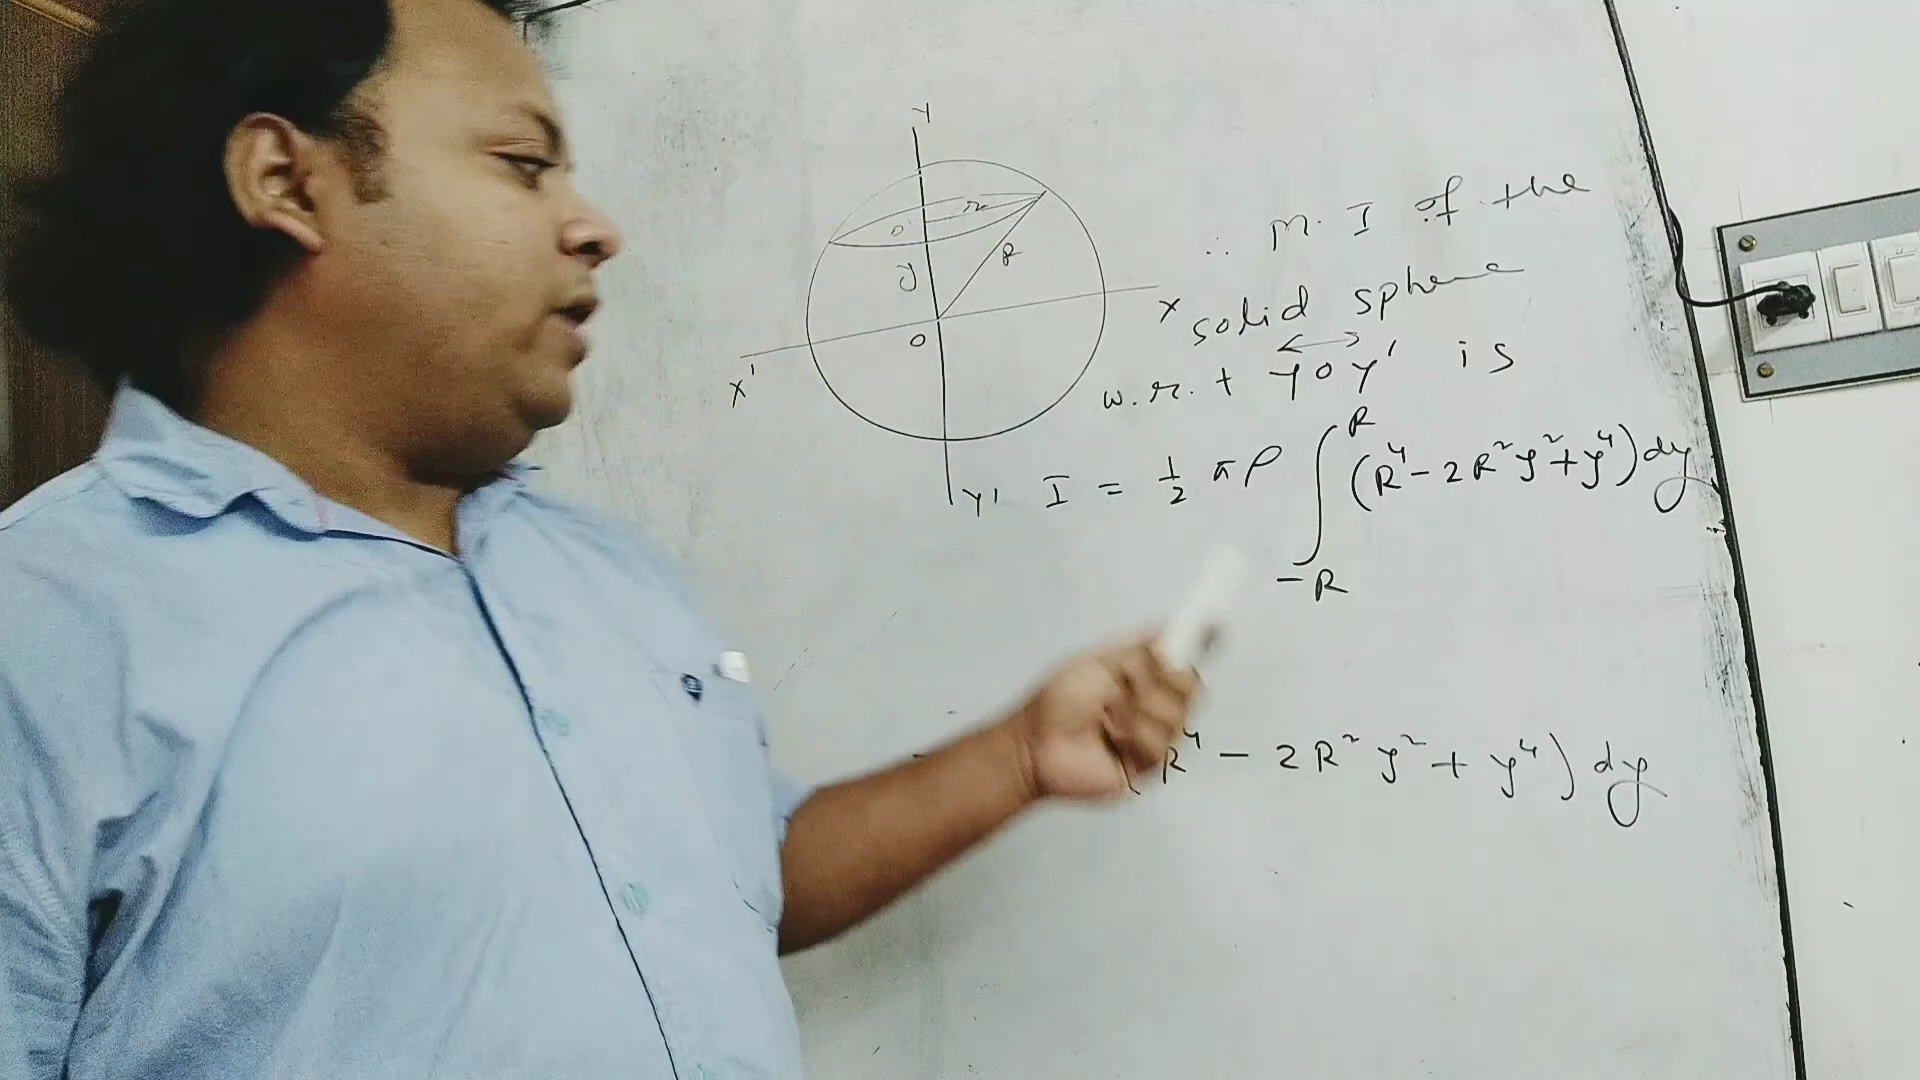 Y
r
O'
R
y
X
O
X'
Y'
∴ M. I of the
solid sphere
w.r.t YOY' is
I = 1/2 πρ ∫_{-R}^{R} (R⁴ - 2R²y² + y⁴) dy
(R⁴ - 2R²y² + y⁴) dy